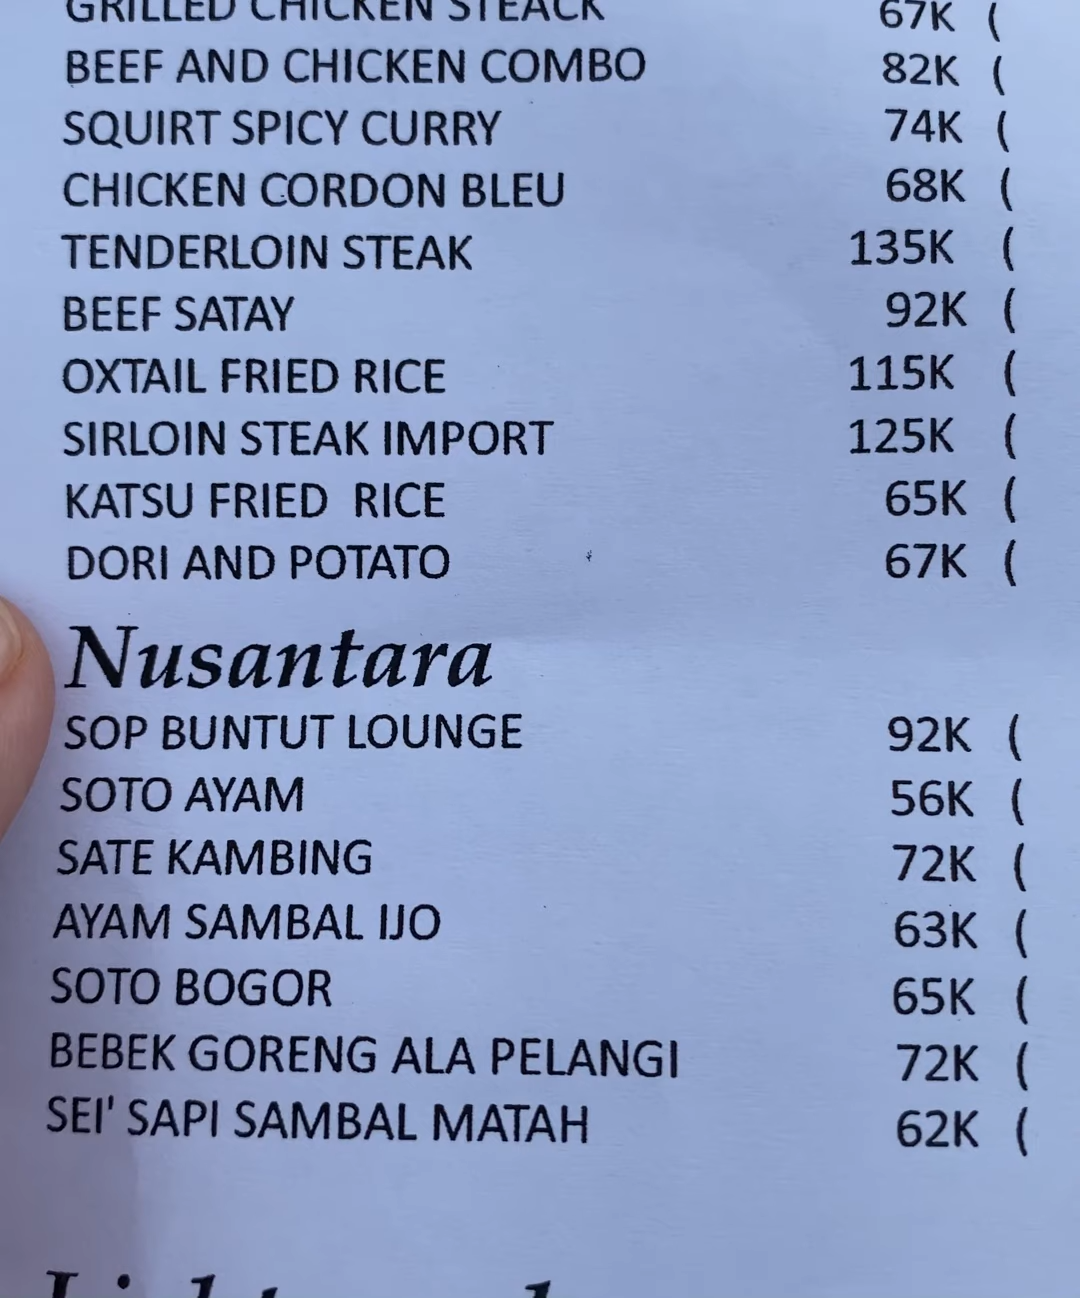 GRILLED CHICKEN STEACK 67K (
BEEF AND CHICKEN COMBO 82K (
SQUIRT SPICY CURRY 74K (
CHICKEN CORDON BLEU 68K (
TENDERLOIN STEAK 135K (
BEEF SATAY 92K (
OXTAIL FRIED RICE 115K (
SIRLOIN STEAK IMPORT 125K (
KATSU FRIED RICE 65K (
DORI AND POTATO 67K (
Nusantara
SOP BUNTUT LOUNGE 92K (
SOTO AYAM 56K (
SATE KAMBING 72K (
AYAM SAMBAL IJO 63K (
SOTO BOGOR 65K (
BEBEK GORENG ALA PELANGI 72K (
SEI' SAPI SAMBAL MATAH 62K (